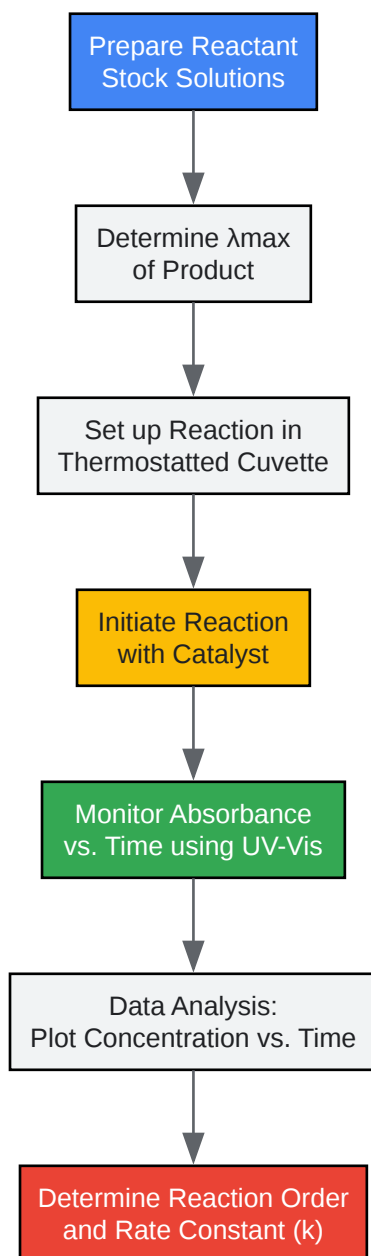 Prepare Reactant
Stock Solutions
Determine λmax
of Product
Set up Reaction in
Thermostatted Cuvette
Initiate Reaction
with Catalyst
Monitor Absorbance
vs. Time using UV-Vis
Data Analysis:
Plot Concentration vs. Time
Determine Reaction Order
and Rate Constant (k)